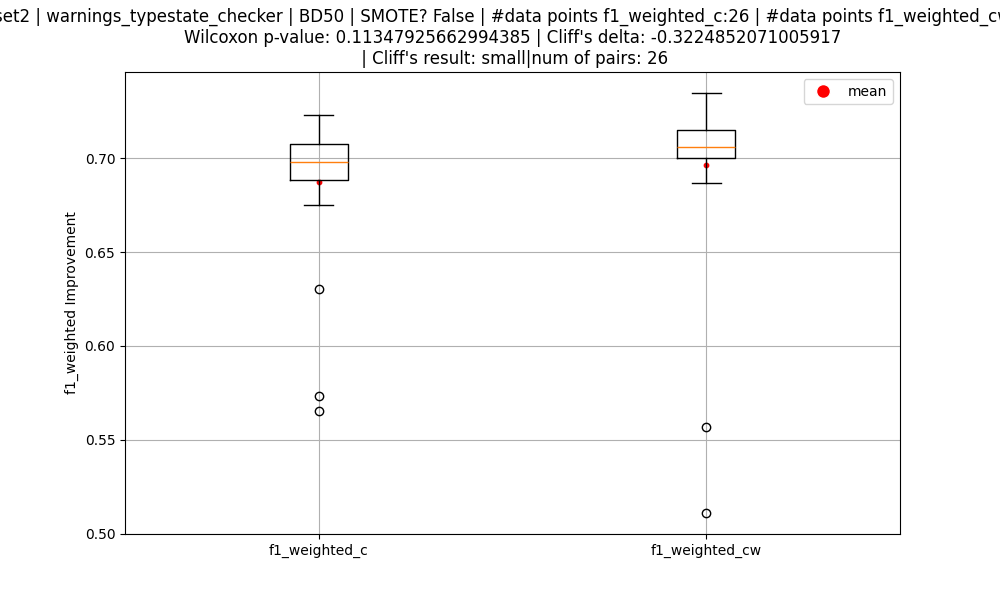 set2 | warnings_typestate_checker | BD50 | SMOTE? False | #data points f1_weighted_c:26 | #data points
Wilcoxon p-value: 0.11347925662994385 | Cliff's delta: -0.3224852071005917
| Cliff's result: small|num of pairs: 26
mean
0.70
0.65
0.60
0.55
0.50
f1_weighted Improvement
f1_weighted_c
f1_weighted_cw